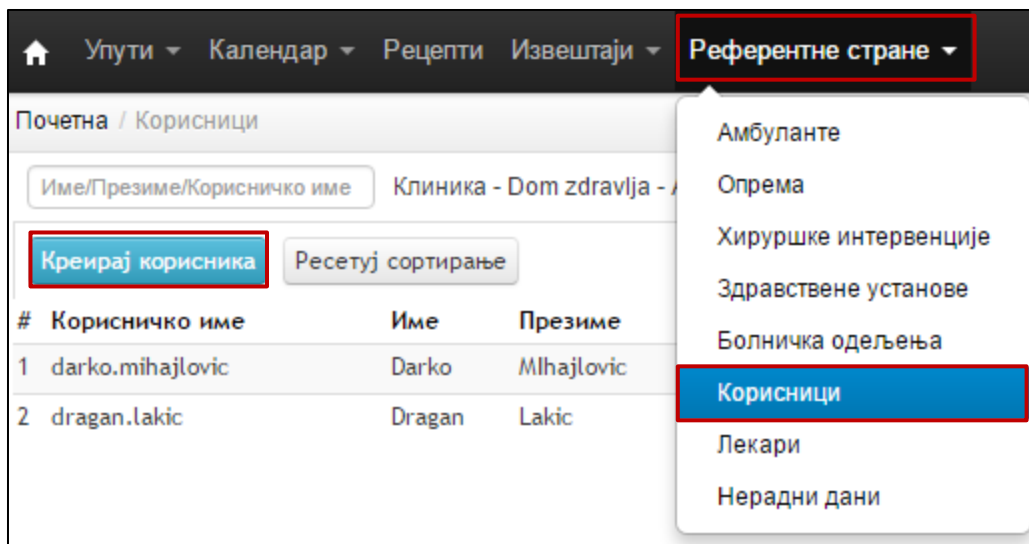 Упути Календар Рецепти Извештаји Референтне стране
Почетна / Корисници
Име/Презиме/Корисничко име Клиника - Dom zdravlja -
Креирај корисника Ресетуј сортирање
# Корисничко име Име Презиме
1 darko.mihajlovic Darko MIhajlovic
2 dragan.lakic Dragan Lakic
Амбуланте
Опрема
Хируршке интервенције
Здравствене установе
Болничка одељења
Корисници
Лекари
Нерадни дани